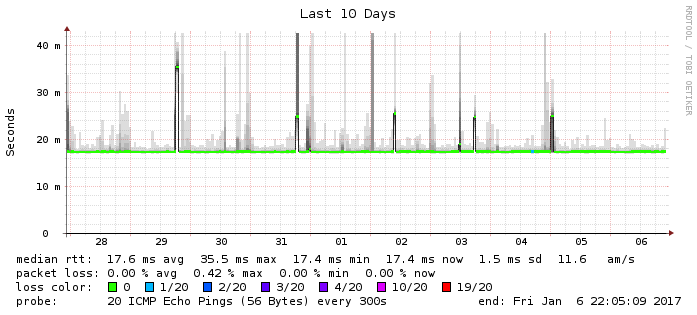 Last 10 Days
RRDTOOL / TOBI OETIKER
Seconds
40 m
30 m
20 m
10 m
0
28 29 30 31 01 02 03 04 05 06
median rtt: 17.6 ms avg 35.5 ms max 17.4 ms min 17.4 ms now 1.5 ms sd 11.6 am/s
packet loss: 0.00 % avg 0.42 % max 0.00 % min 0.00 % now
loss color: 0 1/20 2/20 3/20 4/20 10/20 19/20
probe: 20 ICMP Echo Pings (56 Bytes) every 300s end: Fri Jan 6 22:05:09 2017